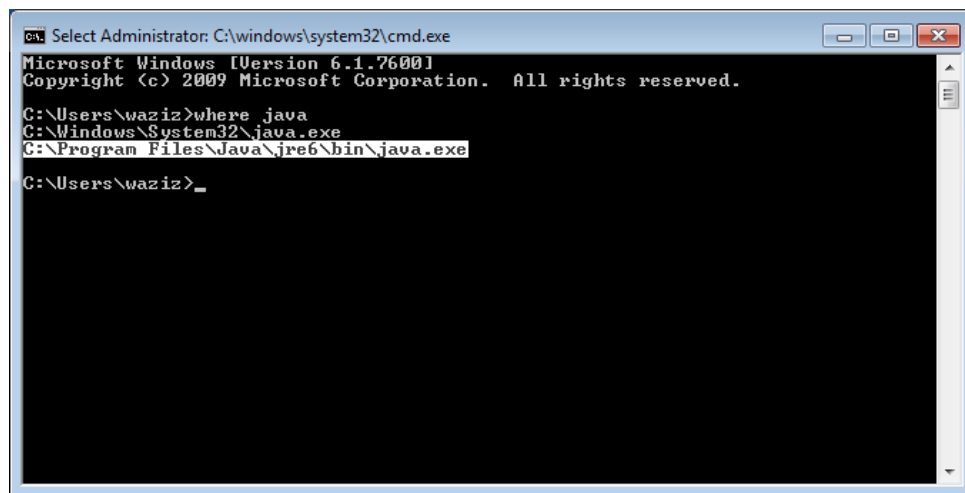 Select Administrator: C:\windows\system32\cmd.exe
Microsoft Windows [Version 6.1.7600]
Copyright (c) 2009 Microsoft Corporation.  All rights reserved.
C:\Users\waziz>where java
C:\Windows\System32\java.exe
C:\Program Files\Java\jre6\bin\java.exe
C:\Users\waziz>_